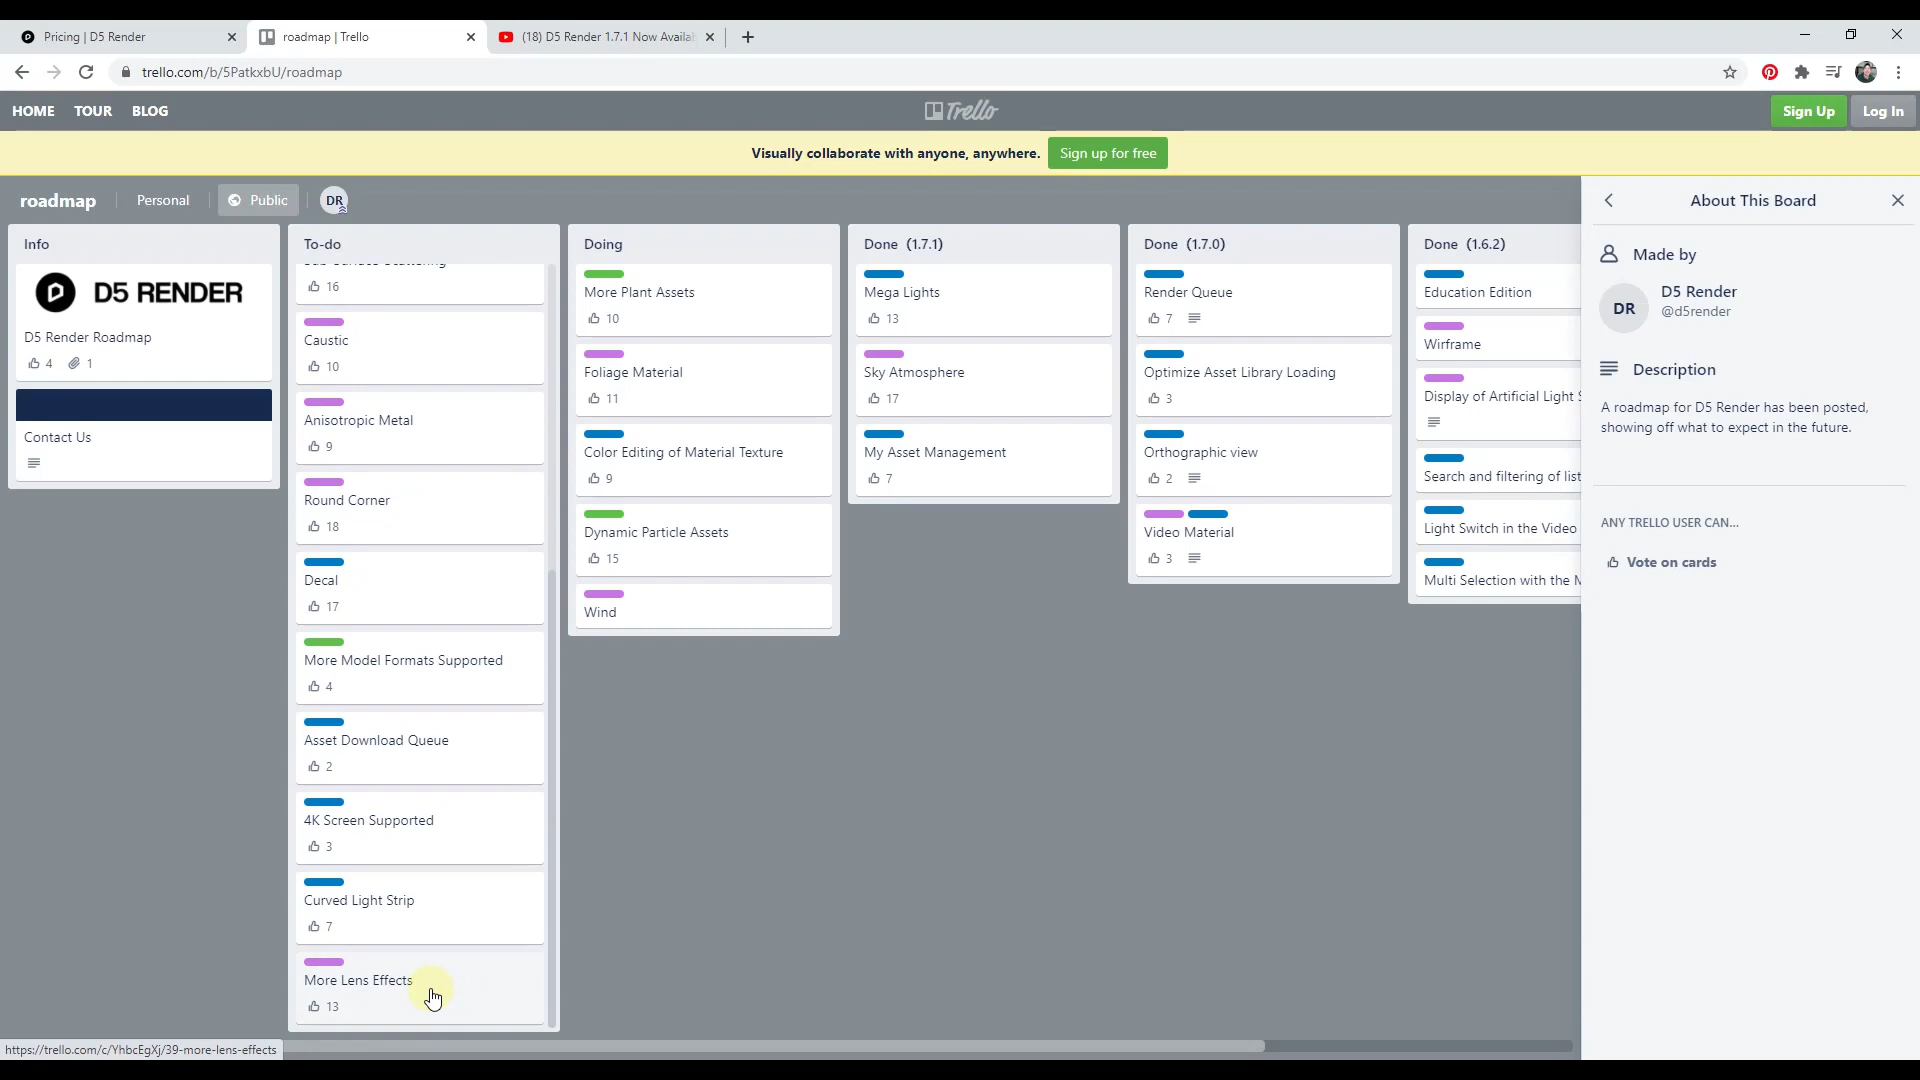 Pricing | D5 Render
roadmap | Trello
(18) D5 Render 1.7.1 Now Availab
trello.com/b/5PatkxbU/roadmap
HOME
TOUR
BLOG
Trello
Sign Up
Log In
Visually collaborate with anyone, anywhere.
Sign up for free
roadmap
Personal
Public
DR
Info
D5 RENDER
D5 Render Roadmap
4
1
Contact Us
To-do
Sub-Surface Scattering
16
Caustic
10
Anisotropic Metal
9
Round Corner
18
Decal
17
More Model Formats Supported
4
Asset Download Queue
2
4K Screen Supported
3
Curved Light Strip
7
More Lens Effects
13
Doing
More Plant Assets
10
Foliage Material
11
Color Editing of Material Texture
9
Dynamic Particle Assets
15
Wind
Done (1.7.1)
Mega Lights
13
Sky Atmosphere
17
My Asset Management
7
Done (1.7.0)
Render Queue
7
Optimize Asset Library Loading
3
Orthographic view
2
Video Material
3
Done (1.6.2)
Education Edition
Wirframe
Display of Artificial Light S
Search and filtering of list
Light Switch in the Video
Multi Selection with the M
About This Board
Made by
DR
D5 Render
@d5render
Description
A roadmap for D5 Render has been posted,
showing off what to expect in the future.
ANY TRELLO USER CAN...
Vote on cards
https://trello.com/c/YhbcEgXj/39-more-lens-effects